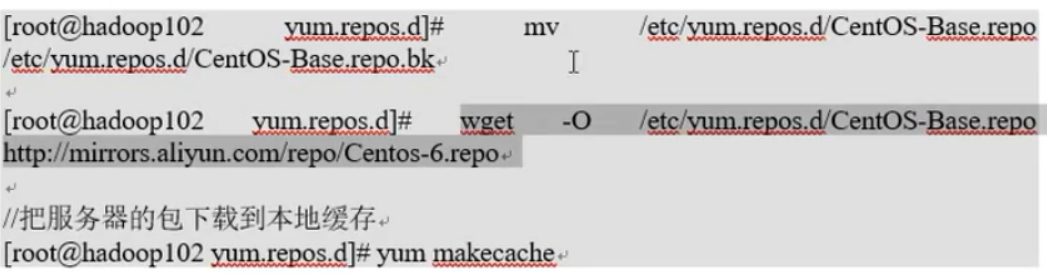 [root@hadoop102 yum.repos.d]# mv /etc/yum.repos.d/CentOS-Base.repo
/etc/yum.repos.d/CentOS-Base.repo.bk
[root@hadoop102 yum.repos.d]# wget -O /etc/yum.repos.d/CentOS-Base.repo
http://mirrors.aliyun.com/repo/Centos-6.repo
//把服务器的包下载到本地缓存
[root@hadoop102 yum.repos.d]# yum makecache